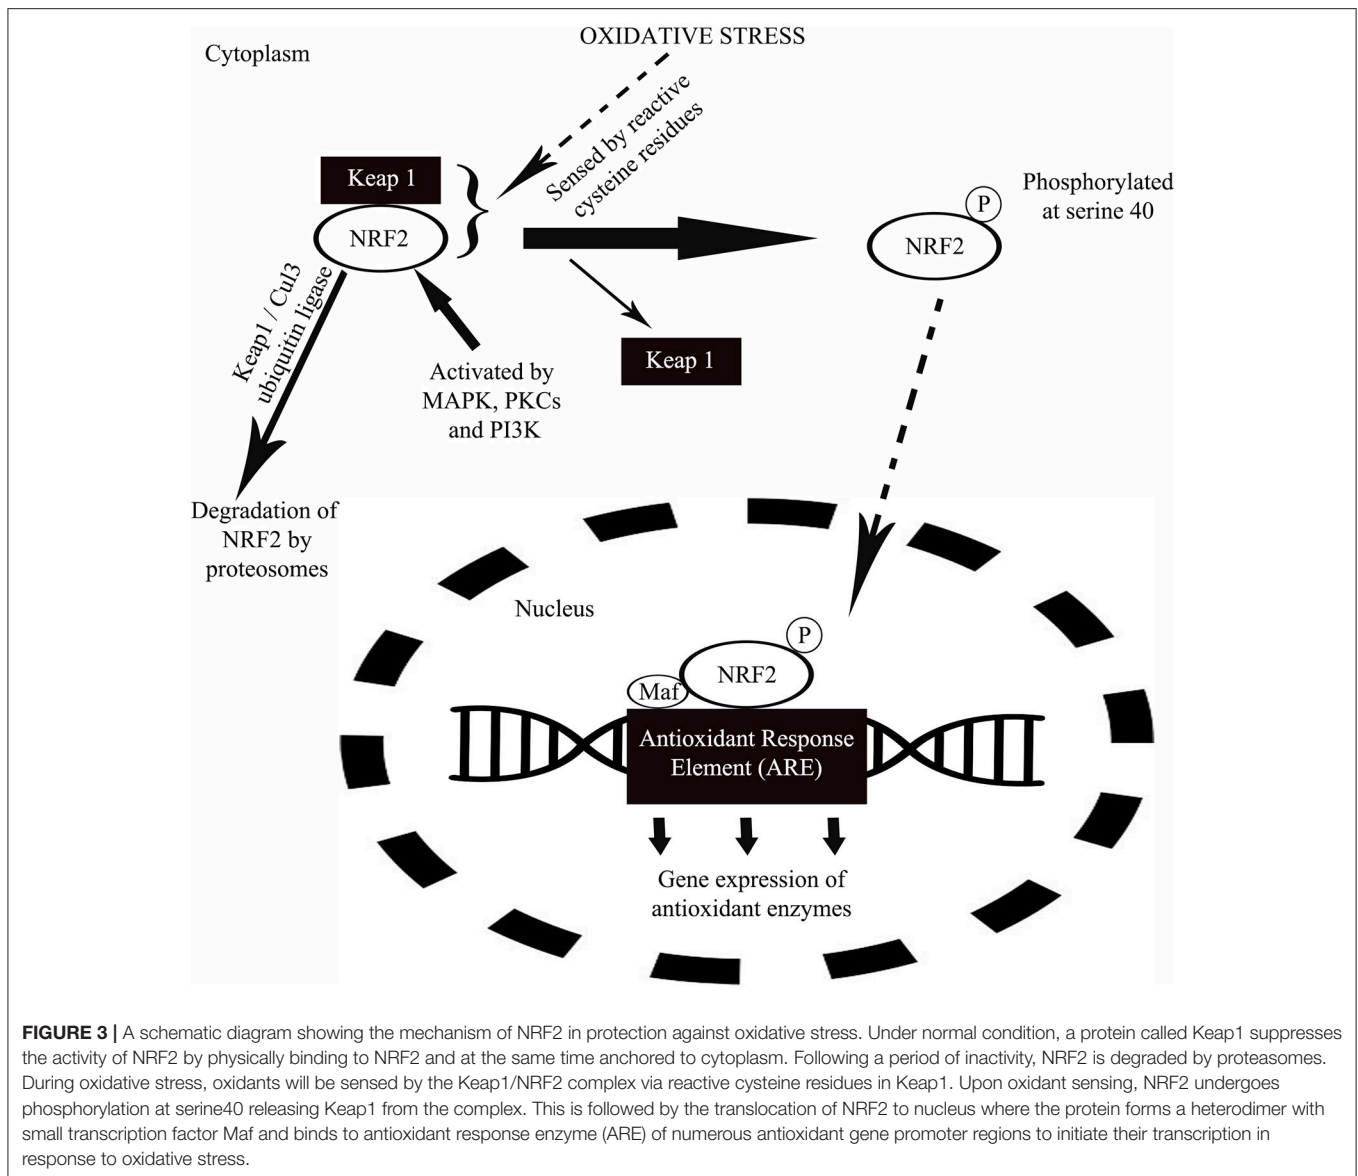 Cytoplasm
OXIDATIVE STRESS
Sensed by reactive
cysteine residues
Keap 1
NRF2
P
NRF2
Phosphorylated
at serine 40
Keap1 / Cul3
ubiquitin ligase
Activated by
MAPK, PKCs
and PI3K
Keap 1
Degradation of
NRF2 by
proteosomes
Nucleus
P
NRF2
Maf
Antioxidant Response
Element (ARE)
Gene expression of
antioxidant enzymes
FIGURE 3 | A schematic diagram showing the mechanism of NRF2 in protection against oxidative stress. Under normal condition, a protein called Keap1 suppresses
the activity of NRF2 by physically binding to NRF2 and at the same time anchored to cytoplasm. Following a period of inactivity, NRF2 is degraded by proteasomes.
During oxidative stress, oxidants will be sensed by the Keap1/NRF2 complex via reactive cysteine residues in Keap1. Upon oxidant sensing, NRF2 undergoes
phosphorylation at serine40 releasing Keap1 from the complex. This is followed by the translocation of NRF2 to nucleus where the protein forms a heterodimer with
small transcription factor Maf and binds to antioxidant response enzyme (ARE) of numerous antioxidant gene promoter regions to initiate their transcription in
response to oxidative stress.